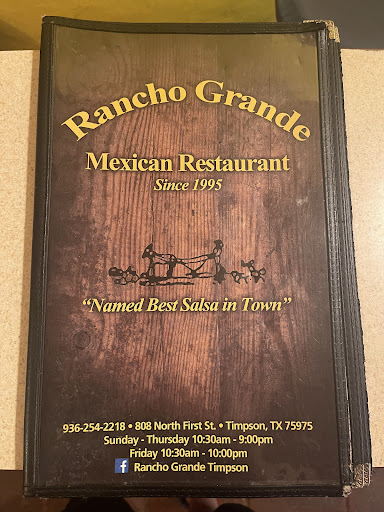 Rancho Grande
Mexican Restaurant
Since 1995
“Named Best Salsa in Town”
936-254-2218 • 808 North First St. • Timpson, TX 75975
Sunday - Thursday 10:30am - 9:00pm
Friday 10:30am - 10:00pm
f Rancho Grande Timpson